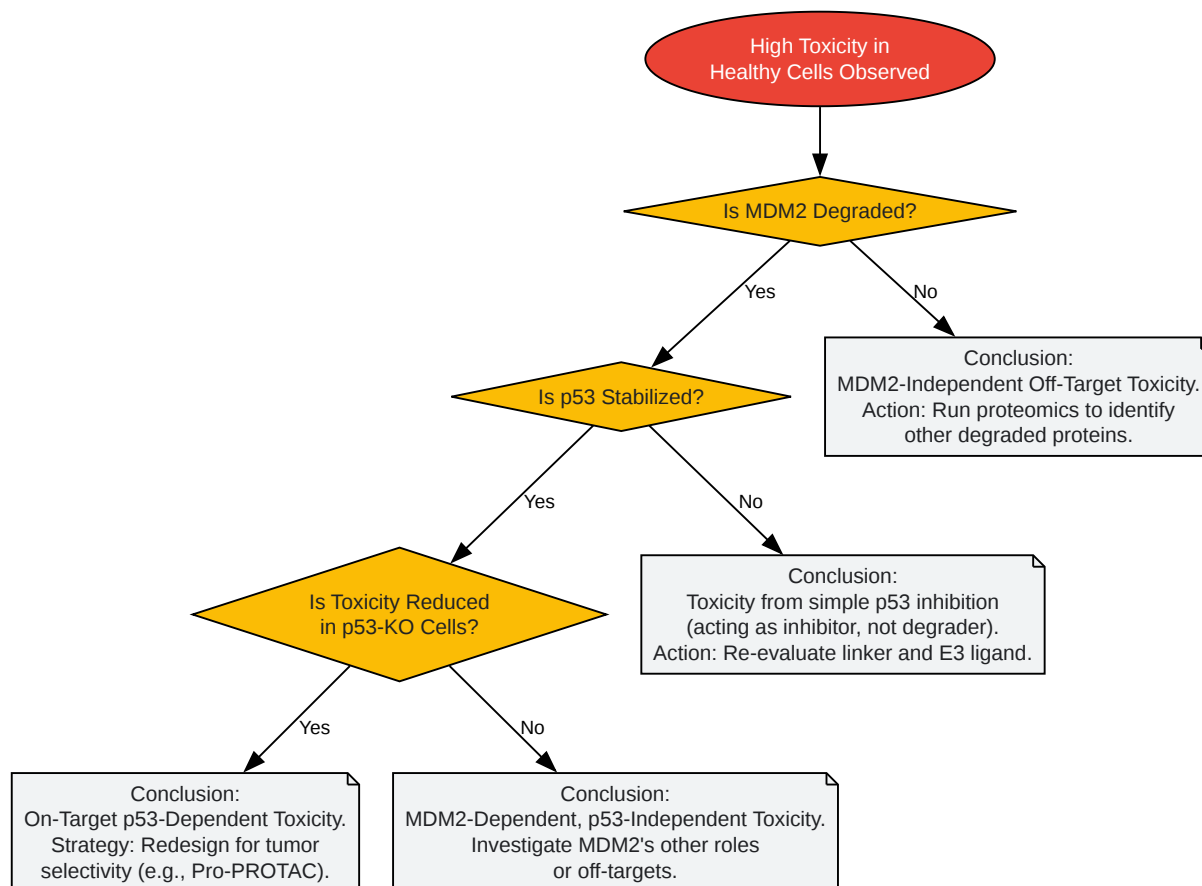 High Toxicity in
Healthy Cells Observed
Is MDM2 Degraded?
Yes
No
Conclusion:
MDM2-Independent Off-Target Toxicity.
Action: Run proteomics to identify
other degraded proteins.
Is p53 Stabilized?
Yes
No
Conclusion:
Toxicity from simple p53 inhibition
(acting as inhibitor, not degrader).
Action: Re-evaluate linker and E3 ligand.
Is Toxicity Reduced
in p53-KO Cells?
Yes
No
Conclusion:
On-Target p53-Dependent Toxicity.
Strategy: Redesign for tumor
selectivity (e.g., Pro-PROTAC).
Conclusion:
MDM2-Dependent, p53-Independent Toxicity.
Investigate MDM2's other roles
or off-targets.